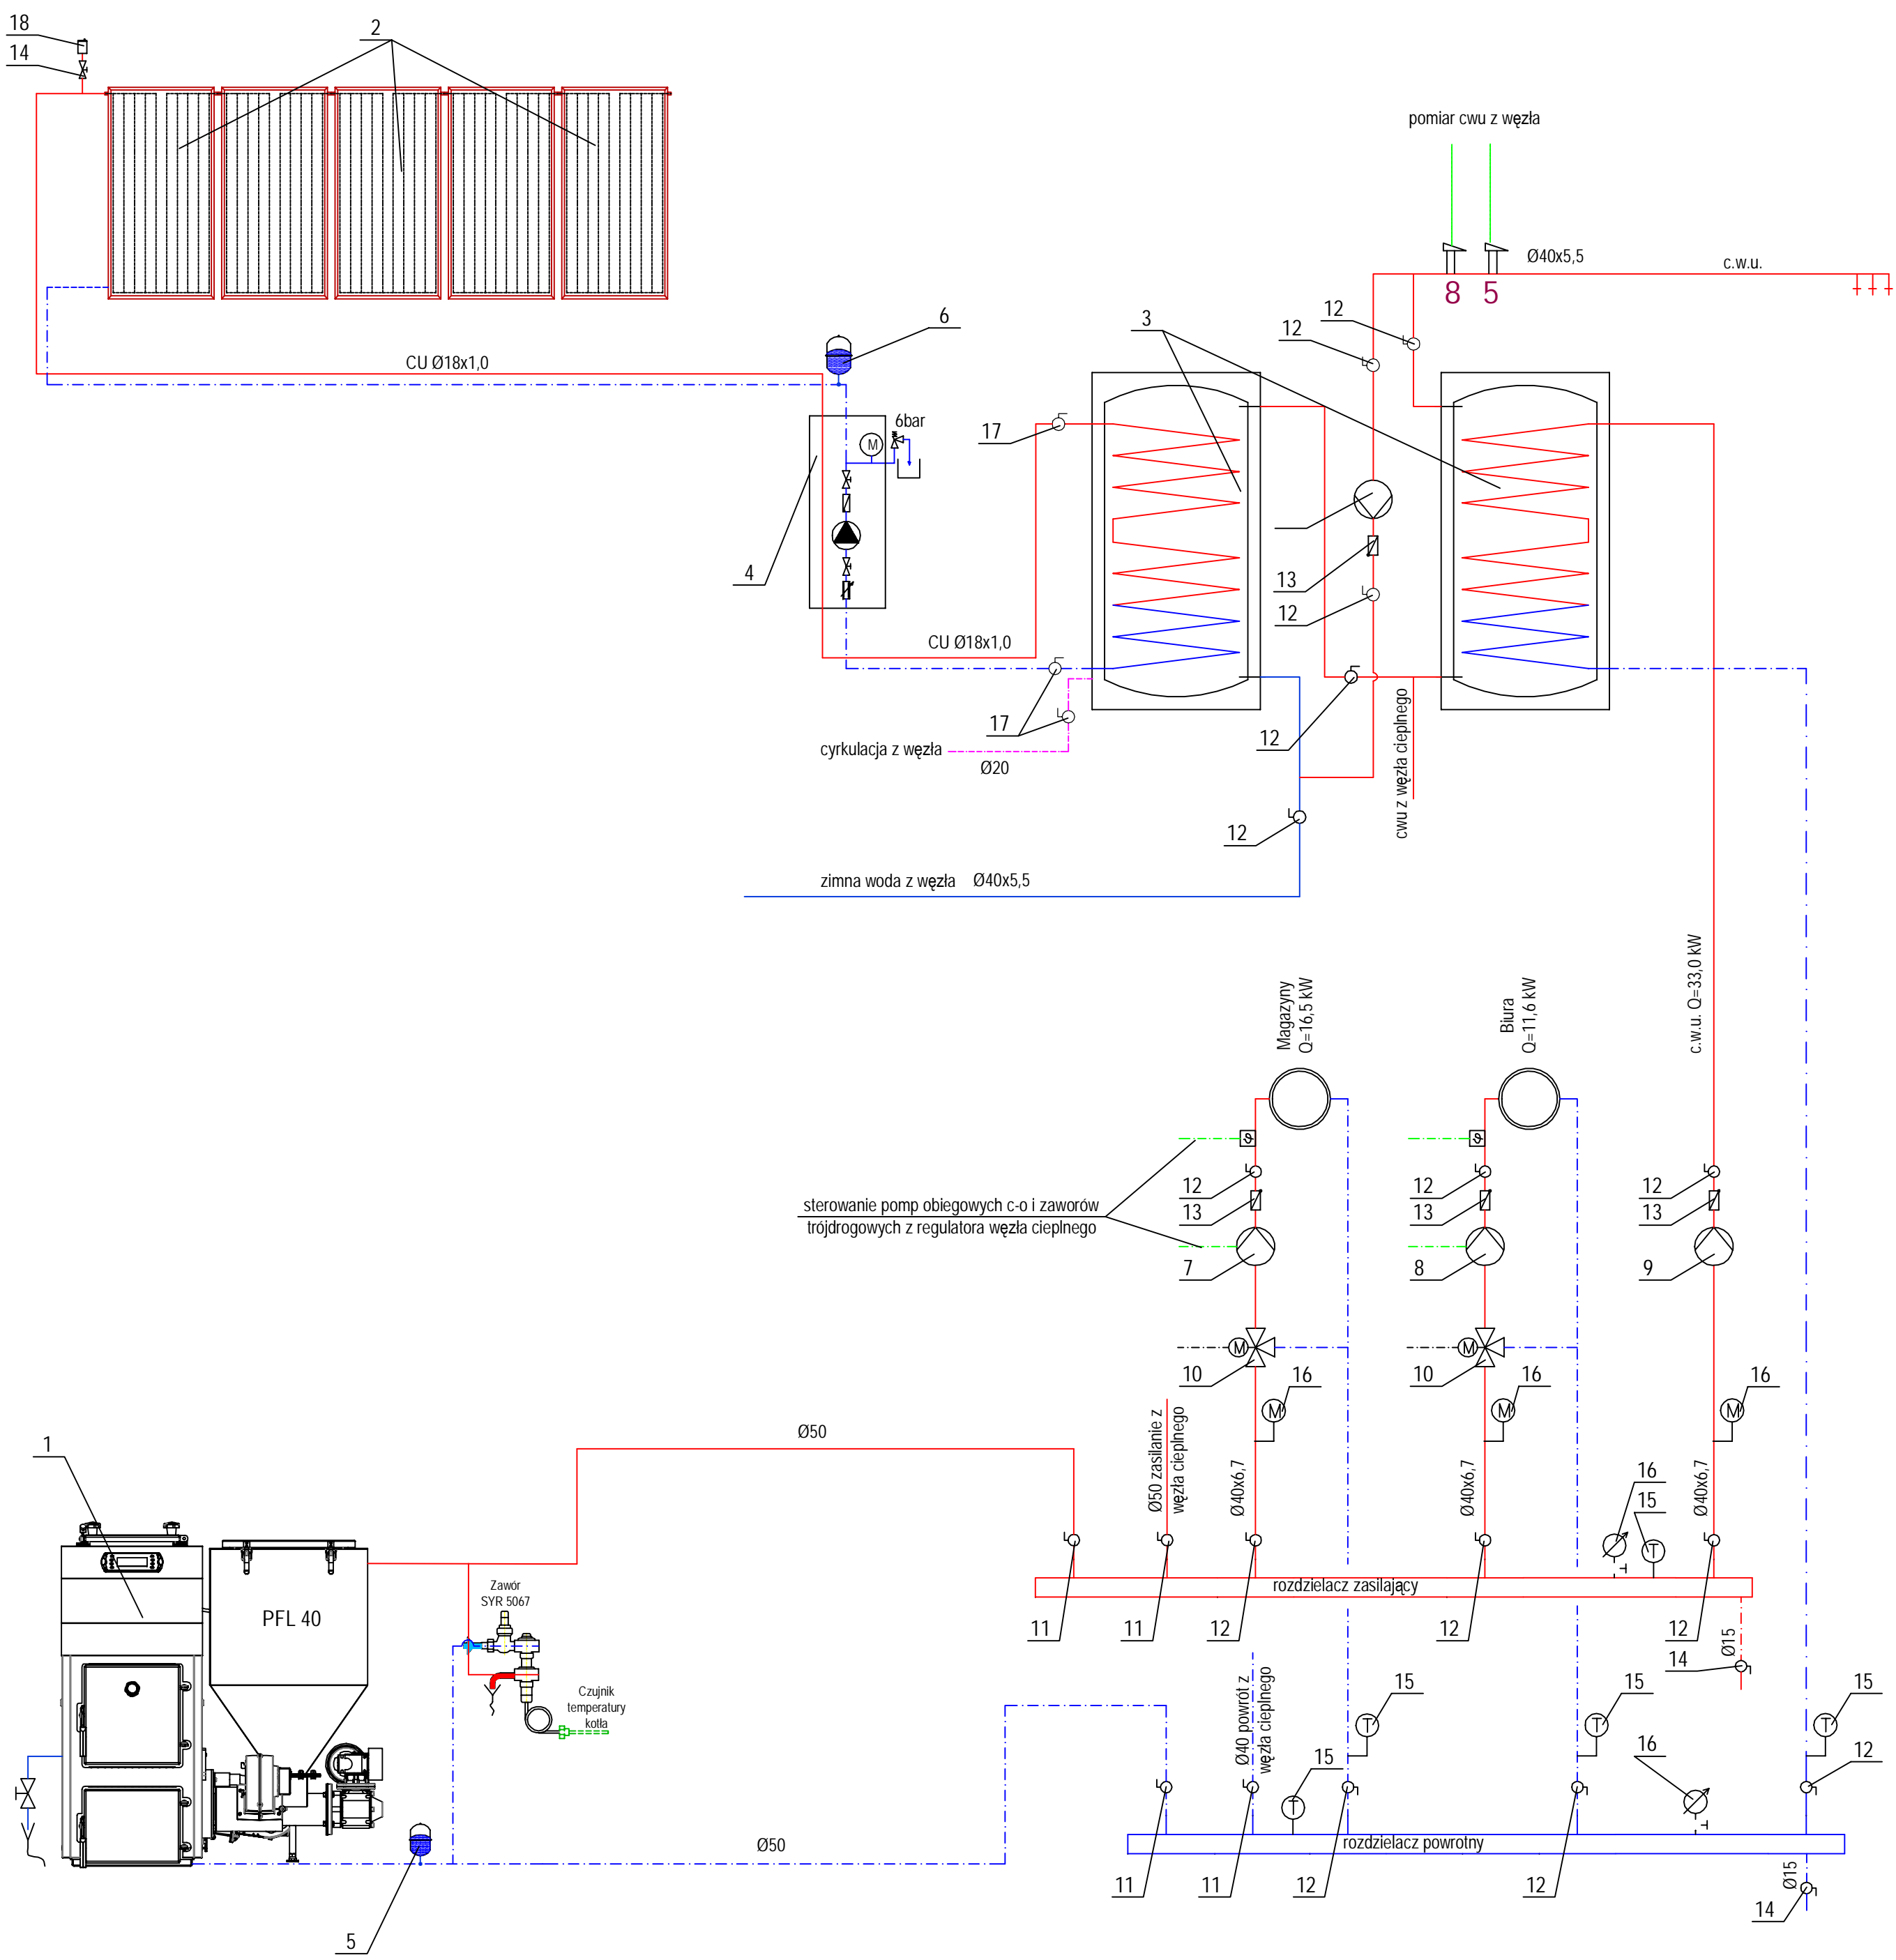 18
14
2
pomiar cwu z węzła
Ø40x5,5
c.w.u.
8 5
6
3
12
12
CU Ø18x1,0
6bar
M
17
4
13
12
CU Ø18x1,0
17
12
cyrkulacja z węzła
Ø20
cwu z węzła cieplnego
12
zimna woda z węzła Ø40x5,5
c.w.u. Q=33,0 kW
Magazyny
Q=16,5 kW
Biura
Q=11,6 kW
sterowanie pomp obiegowych c-o i zaworów
trójdrogowych z regulatora węzła cieplnego
12
13
7
12
13
8
12
13
9
M
10
16
M
M
10
16
M
16
M
Ø50
Ø50 zasilanie z
węzła cieplnego
Ø40x6,7
Ø40x6,7
Ø40x6,7
16
15
T
1
PFL 40
Zawór
SYR 5067
Czujnik
temperatury
kotła
rozdzielacz zasilający
11
11
12
12
12
Ø15
14
Ø40 powrót z
węzła cieplnego
15
T
15
T
15
T
15
T
16
12
Ø50
rozdzielacz powrotny
11
11
12
12
Ø15
14
5